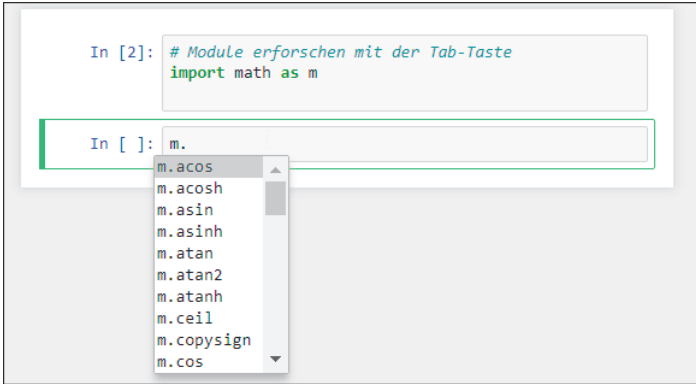 In [2]: # Module erforschen mit der Tab-Taste
import math as m
In [ ]: m.
m.acos
m.acosh
m.asin
m.asinh
m.atan
m.atan2
m.atanh
m.ceil
m.copysign
m.cos